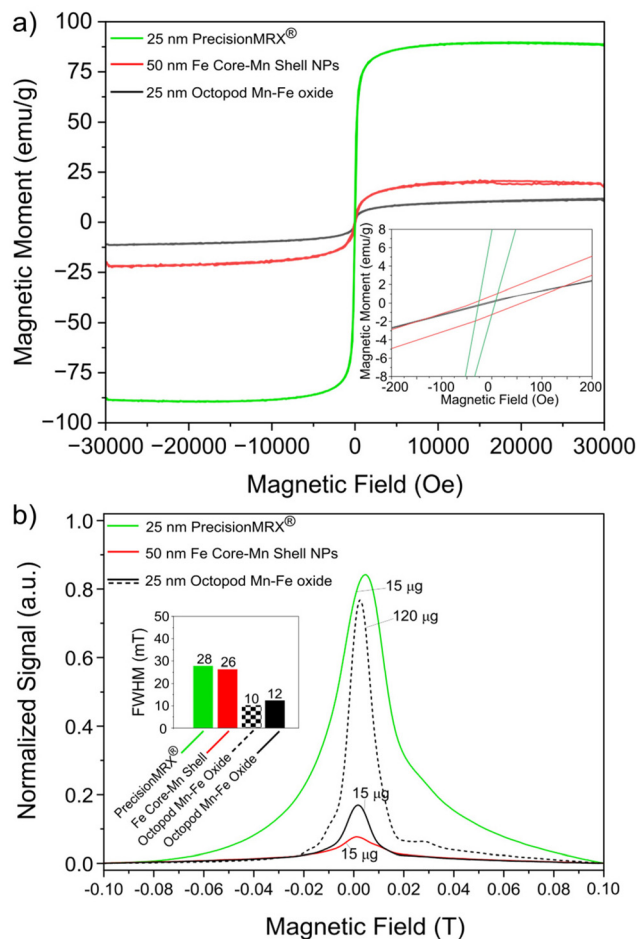 a)
100
75
50
25
0
−25
−50
−75
−100
Magnetic Moment (emu/g)
25 nm PrecisionMRX®
50 nm Fe Core-Mn Shell NPs
25 nm Octopod Mn-Fe oxide
8
6
4
2
0
-2
-4
-6
-8
Magnetic Moment (emu/g)
-200 -100 0 100 200
Magnetic Field (Oe)
−30000 −20000 −10000 0 10000 20000 30000
Magnetic Field (Oe)
b)
1.0
0.8
0.6
0.4
0.2
0.0
Normalized Signal (a.u.)
25 nm PrecisionMRX®
50 nm Fe Core-Mn Shell NPs
25 nm Octopod Mn-Fe oxide
15 µg
120 µg
15 µg
15 µg
50
40
30
20
10
0
FWHM (mT)
28 26 10 12
PrecisionMRX®
Fe Core-Mn Shell
Octopod Mn-Fe Oxide
Octopod Mn-Fe Oxide
-0.10 -0.08 -0.06 -0.04 -0.02 0.00 0.02 0.04 0.06 0.08 0.10
Magnetic Field (T)